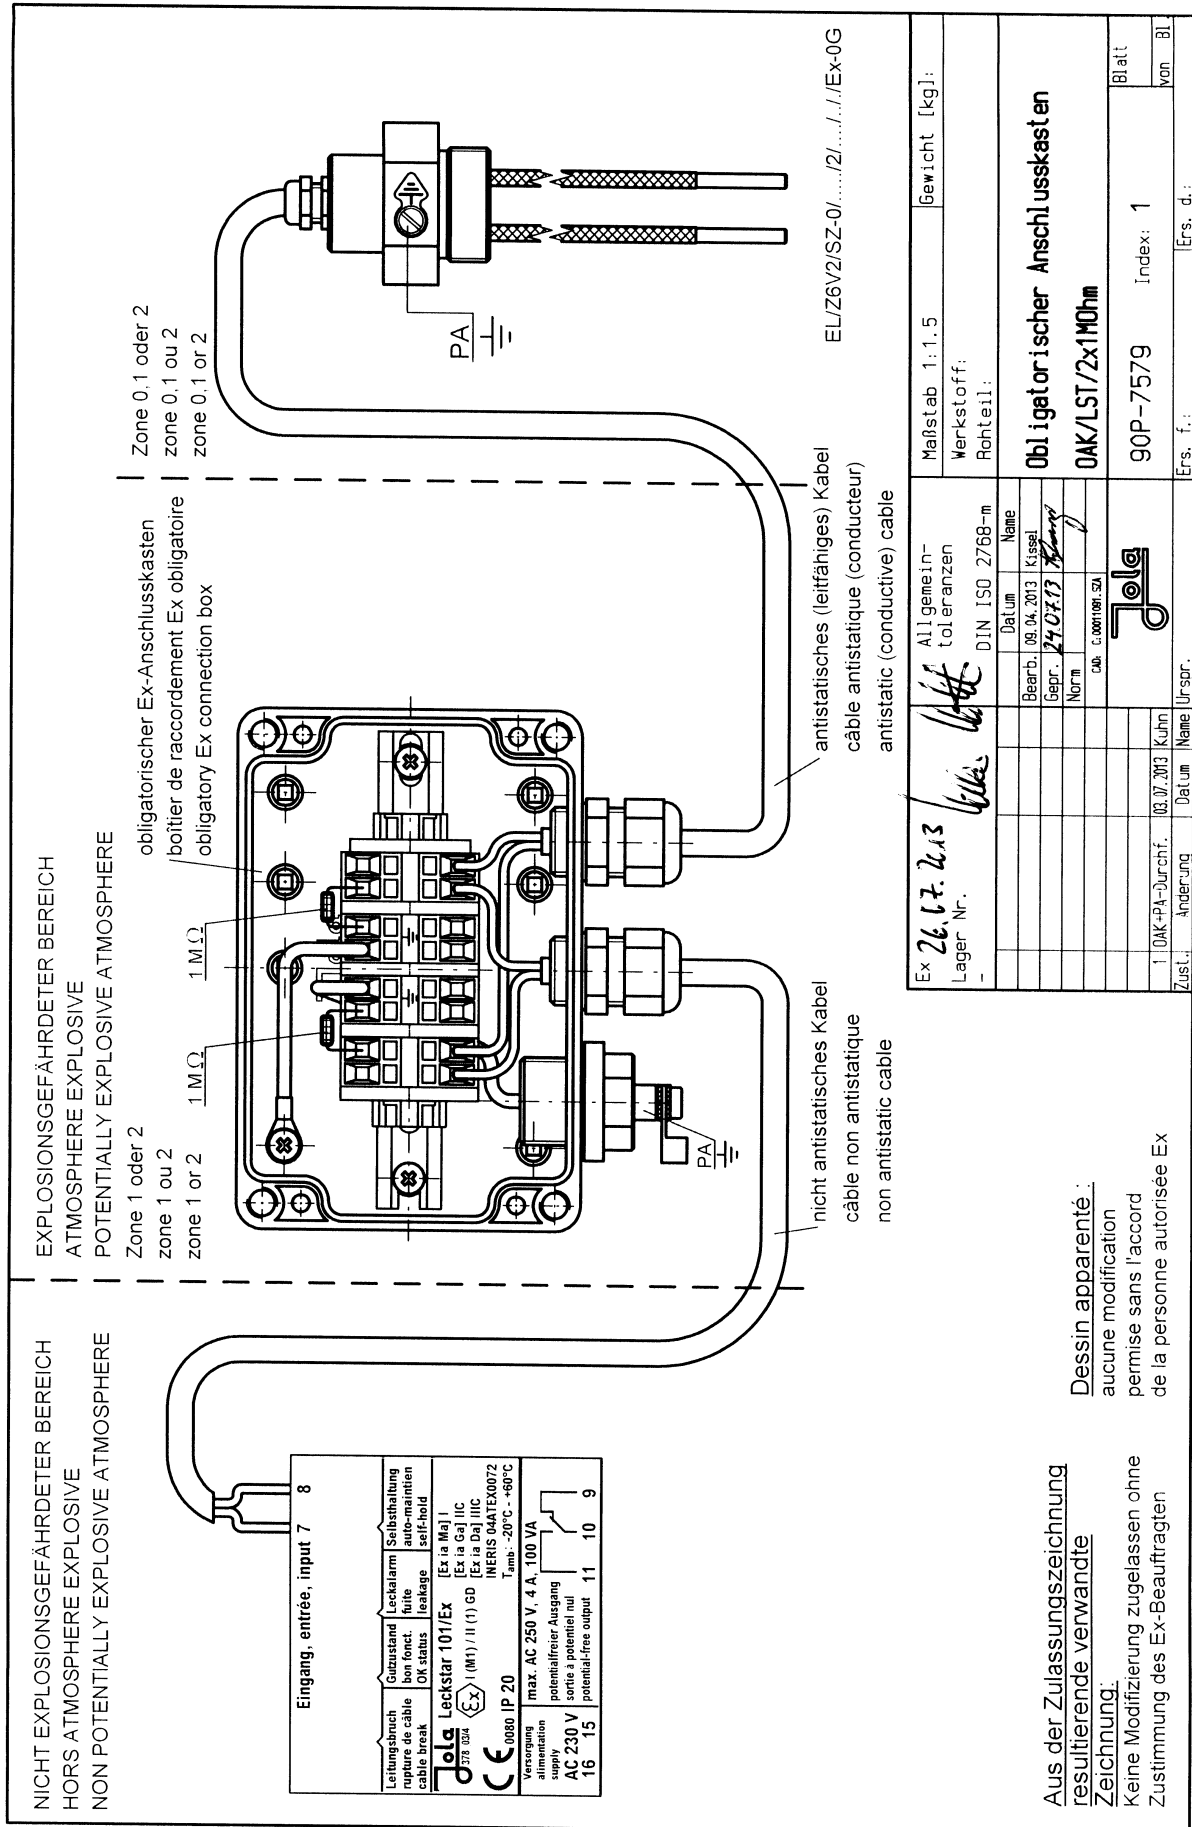 NICHT EXPLOSIONSGEFÄHRDETER BEREICH
HORS ATMOSPHERE EXPLOSIVE
NON POTENTIALLY EXPLOSIVE ATMOSPHERE
EXPLOSIONSGEFÄHRDETER BEREICH
ATMOSPHERE EXPLOSIVE
POTENTIALLY EXPLOSIVE ATMOSPHERE
Zone 1 oder 2
zone 1 ou 2
zone 1 or 2
obligatorischer Ex-Anschlusskasten
boîtier de raccordement Ex obligatoire
obligatory Ex connection box
Zone 0,1 oder 2
zone 0,1 ou 2
zone 0,1 or 2
1 MΩ
1 MΩ
PA
PA
EL/Z6V2/SZ-0/....../2/..../././Ex-0G
Eingang, entrée, input 7 8
Leitungsbruch
rupture de câble
cable break
Gutzustand
bon fonct.
OK status
Leckalarm
fuite
leakage
Selbsthaltung
auto-maintien
self-hold
Jola
378 03/4
Leckstar 101/Ex
Ex I (M1) / II (1) GD
[Ex ia Ma] I
[Ex ia Ga] IIC
[Ex ia Da] IIIC
INERIS 04ATEX0072
Tamb: -20°C - +60°C
CE 0080 IP 20
Versorgung
alimentation
supply
AC 230 V
16 15
max. AC 250 V, 4 A, 100 VA
potentialfreier Ausgang
sortie à potentiel nul
potential-free output
11 10 9
nicht antistatisches Kabel
câble non antistatique
non antistatic cable
antistatisches (leitfähiges) Kabel
câble antistatique (conducteur)
antistatic (conductive) cable
Aus der Zulassungszeichnung
resultierende verwandte
Zeichnung:
Keine Modifizierung zugelassen ohne
Zustimmung des Ex-Beauftragten
Dessin apparenté :
aucune modification
permise sans l'accord
de la personne autorisée Ex
Ex 26.07.2013
Lager Nr.
-
Allgemein-
toleranzen
DIN ISO 2768-m
Maßstab 1:1.5
Gewicht [kg]:
Werkstoff:
Rohteil:
Datum Name
Bearb. 09.04.2013 Kissel
Gepr. 24.07.13
Norm
CAD: C:00011091.SZA
Obligatorischer Anschlusskasten
OAK/LST/2x1MOhm
Jola
90P-7579 Index: 1
Blatt
von Bl.
1 OAK+PA-Durchf. 03.07.2013 Kuhn
Zust. Änderung Datum Name
Urspr.
Ers. f.:
Ers. d.: